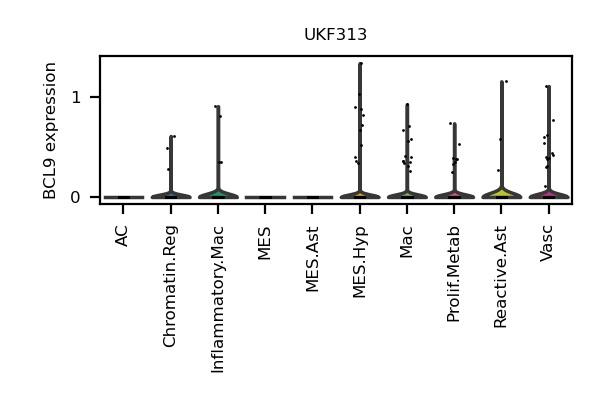 UKF313
BCL9 expression
1
0
AC
Chromatin.Reg
Inflammatory.Mac
MES
MES.Ast
MES.Hyp
Mac
Prolif.Metab
Reactive.Ast
Vasc